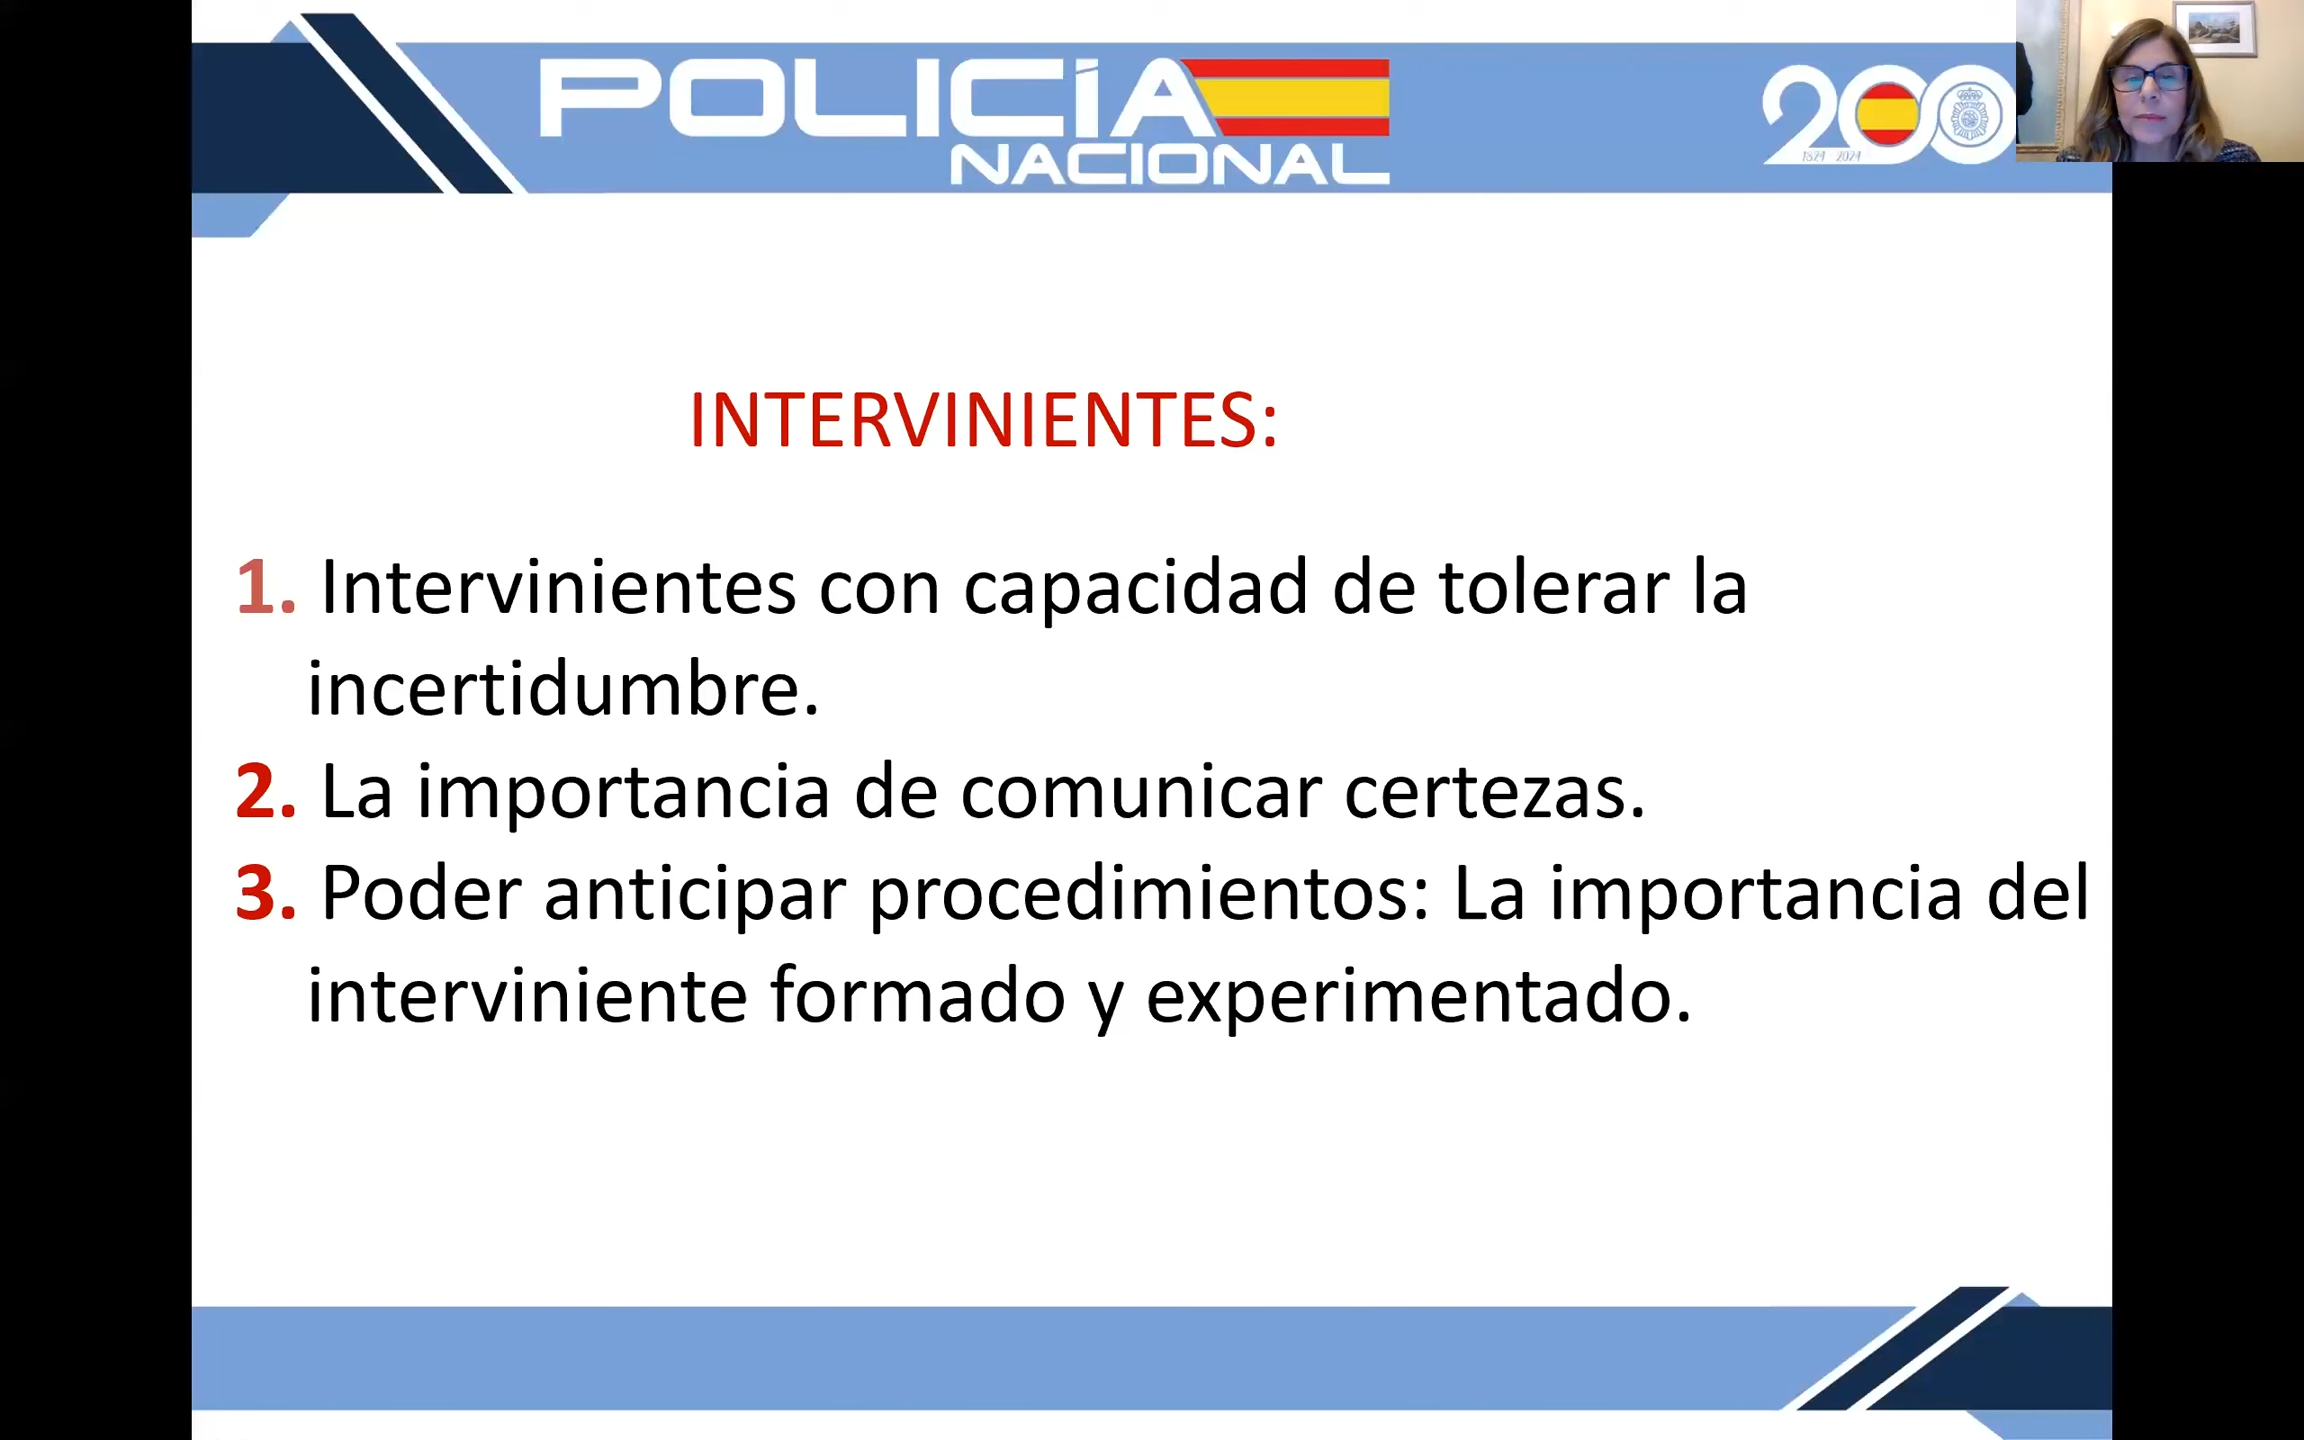 POLICÍA
NACIONAL
200
1824 2024
INTERVINIENTES:
1. Intervinientes con capacidad de tolerar la
incertidumbre.
2. La importancia de comunicar certezas.
3. Poder anticipar procedimientos: La importancia del
interviniente formado y experimentado.